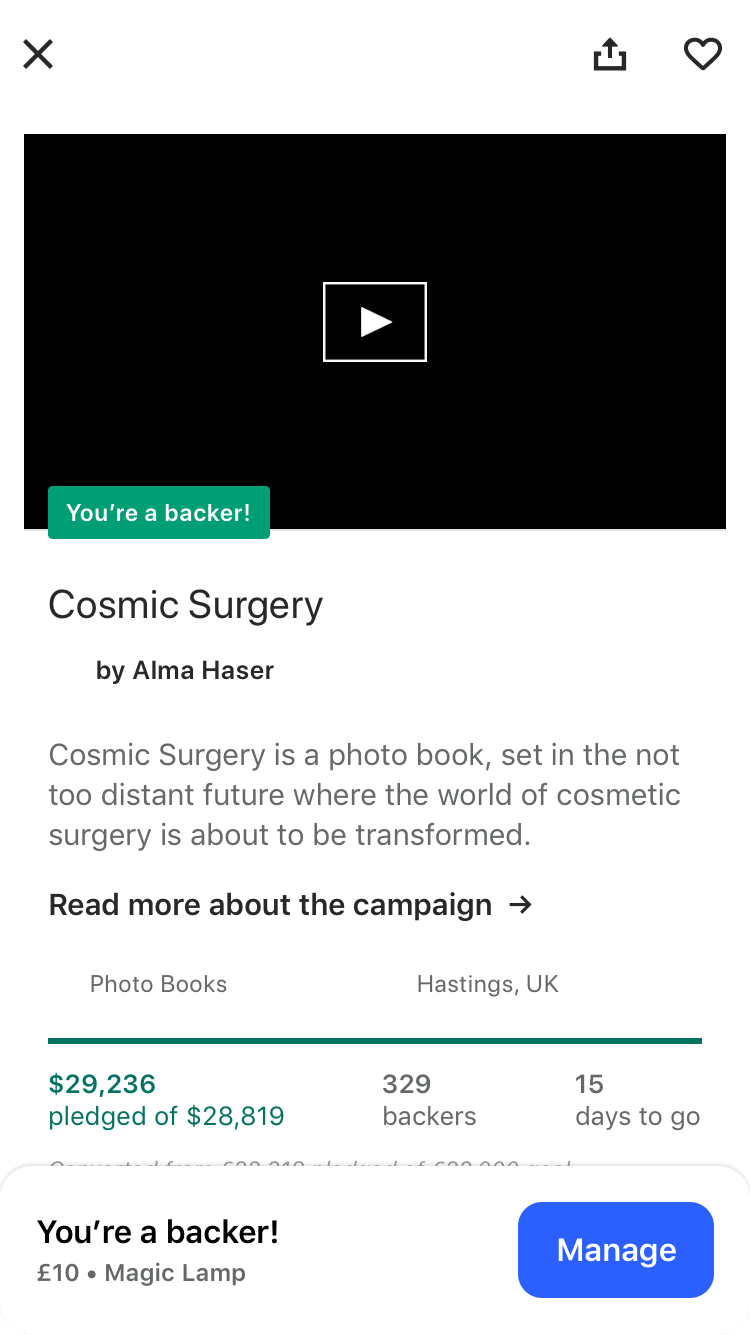 You’re a backer!
Cosmic Surgery
by Alma Haser
Cosmic Surgery is a photo book, set in the not
too distant future where the world of cosmetic
surgery is about to be transformed.
Read more about the campaign →
Photo Books
Hastings, UK
$29,236
pledged of $28,819
329
backers
15
days to go
You’re a backer!
£10 • Magic Lamp
Manage